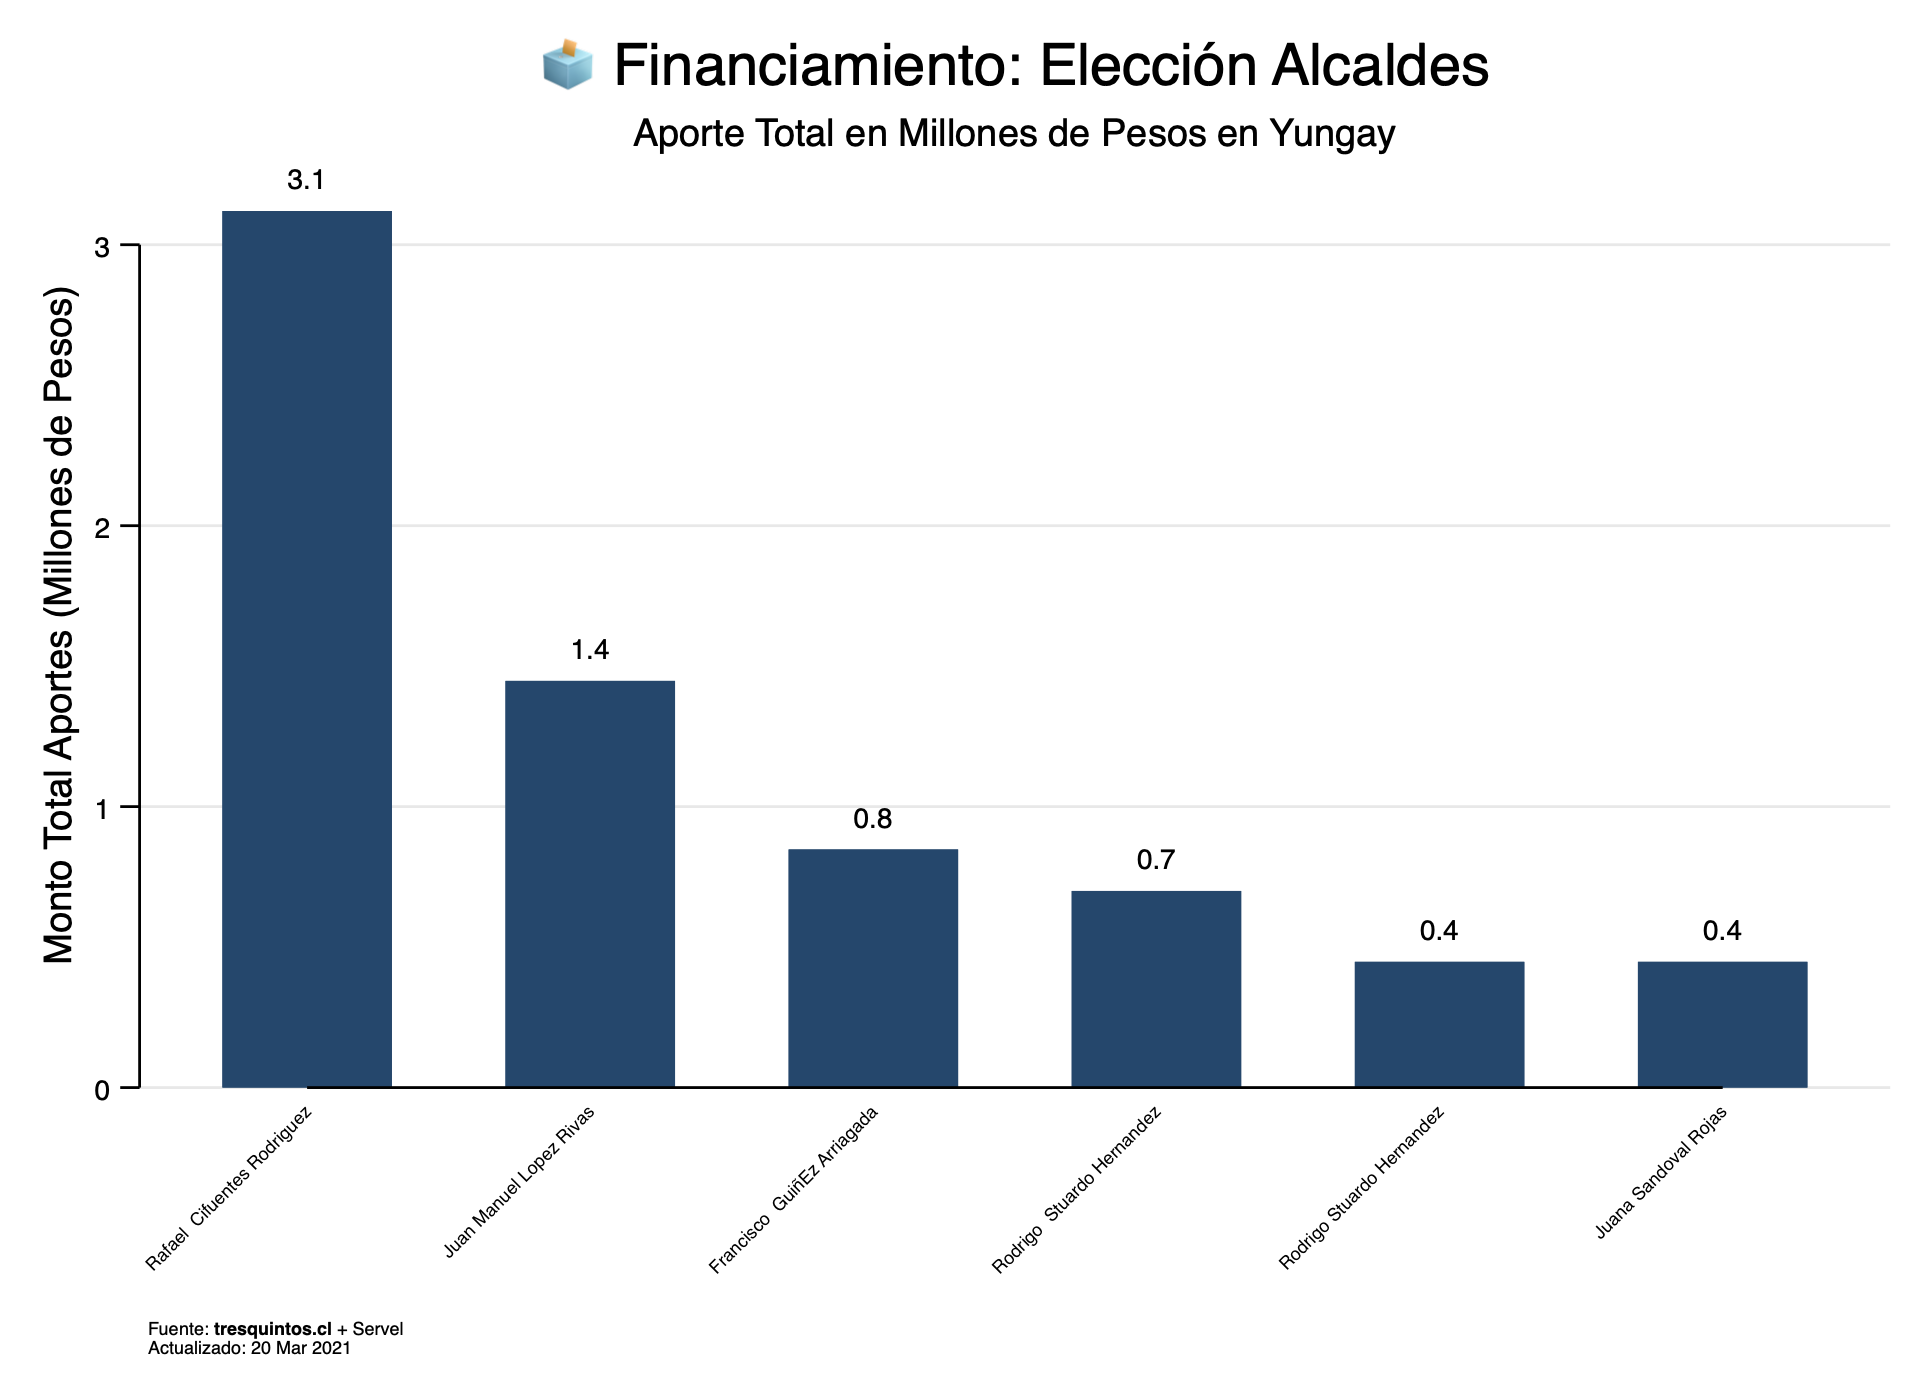 Financiamiento: Elección Alcaldes
Aporte Total en Millones de Pesos en Yungay
Monto Total Aportes (Millones de Pesos)
3
2
1
0
3.1
1.4
0.8
0.7
0.4
0.4
Rafael  Cifuentes Rodriguez
Juan Manuel Lopez Rivas
Francisco  GuiñEz Arriagada
Rodrigo  Stuardo Hernandez
Rodrigo Stuardo Hernandez
Juana Sandoval Rojas
Fuente: tresquintos.cl + Servel
Actualizado: 20 Mar 2021